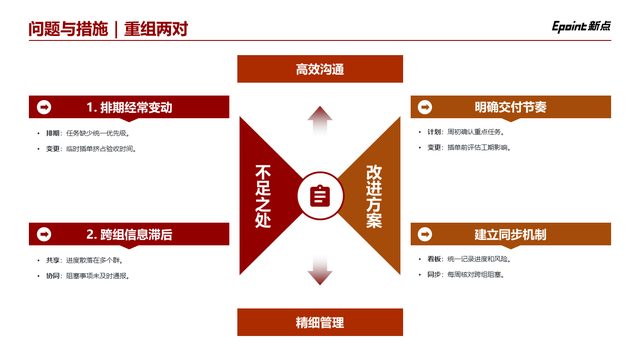 问题与措施｜重组两对
Epoint新点
高效沟通
1. 排期经常变动
• 排期：任务缺少统一优先级。
• 变更：临时插单挤占验收时间。
明确交付节奏
• 计划：周初确认重点任务。
• 变更：插单前评估工期影响。
不足之处
改进方案
2. 跨组信息滞后
• 共享：进度散落在多个群。
• 协同：阻塞事项未及时通报。
建立同步机制
• 看板：统一记录进度和风险。
• 同步：每周核对跨组阻塞。
精细管理